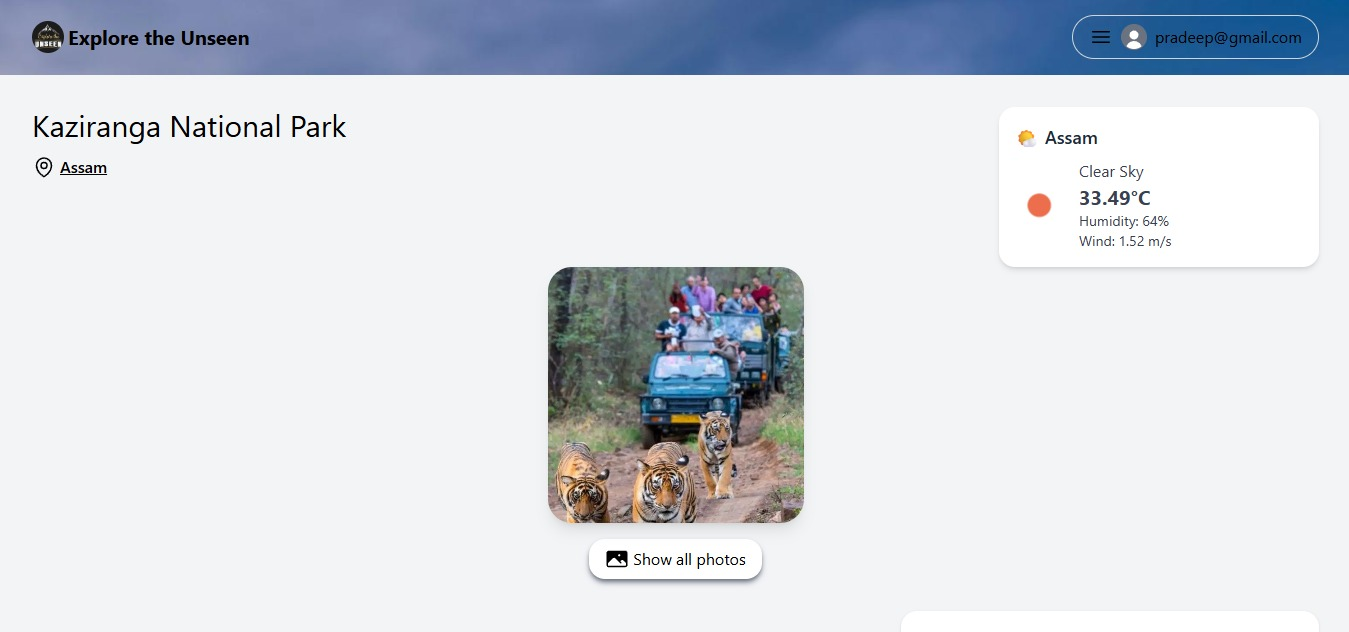 Explore the Unseen
pradeep@gmail.com
Kaziranga National Park
Assam
Assam
Clear Sky
33.49°C
Humidity: 64%
Wind: 1.52 m/s
Show all photos